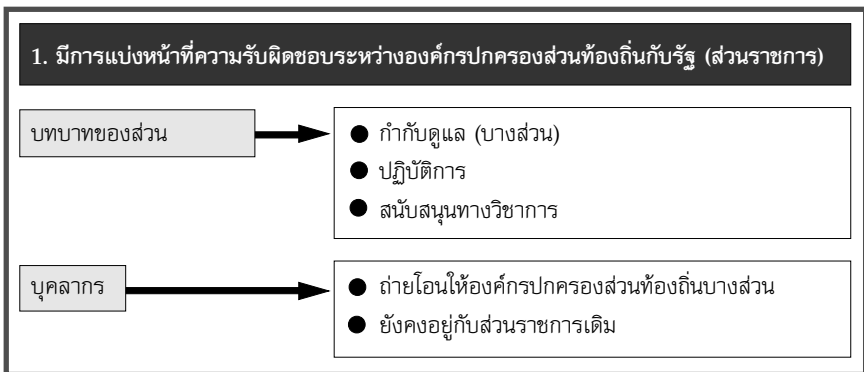 1. มีการแบ่งหน้าที่ความรับผิดชอบระหว่างองค์กรปกครองส่วนท้องถิ่นกับรัฐ (ส่วนราชการ)
บทบาทของส่วน
● กำกับดูแล (บางส่วน)
● ปฏิบัติการ
● สนับสนุนทางวิชาการ
บุคลากร
● ถ่ายโอนให้องค์กรปกครองส่วนท้องถิ่นบางส่วน
● ยังคงอยู่กับส่วนราชการเดิม